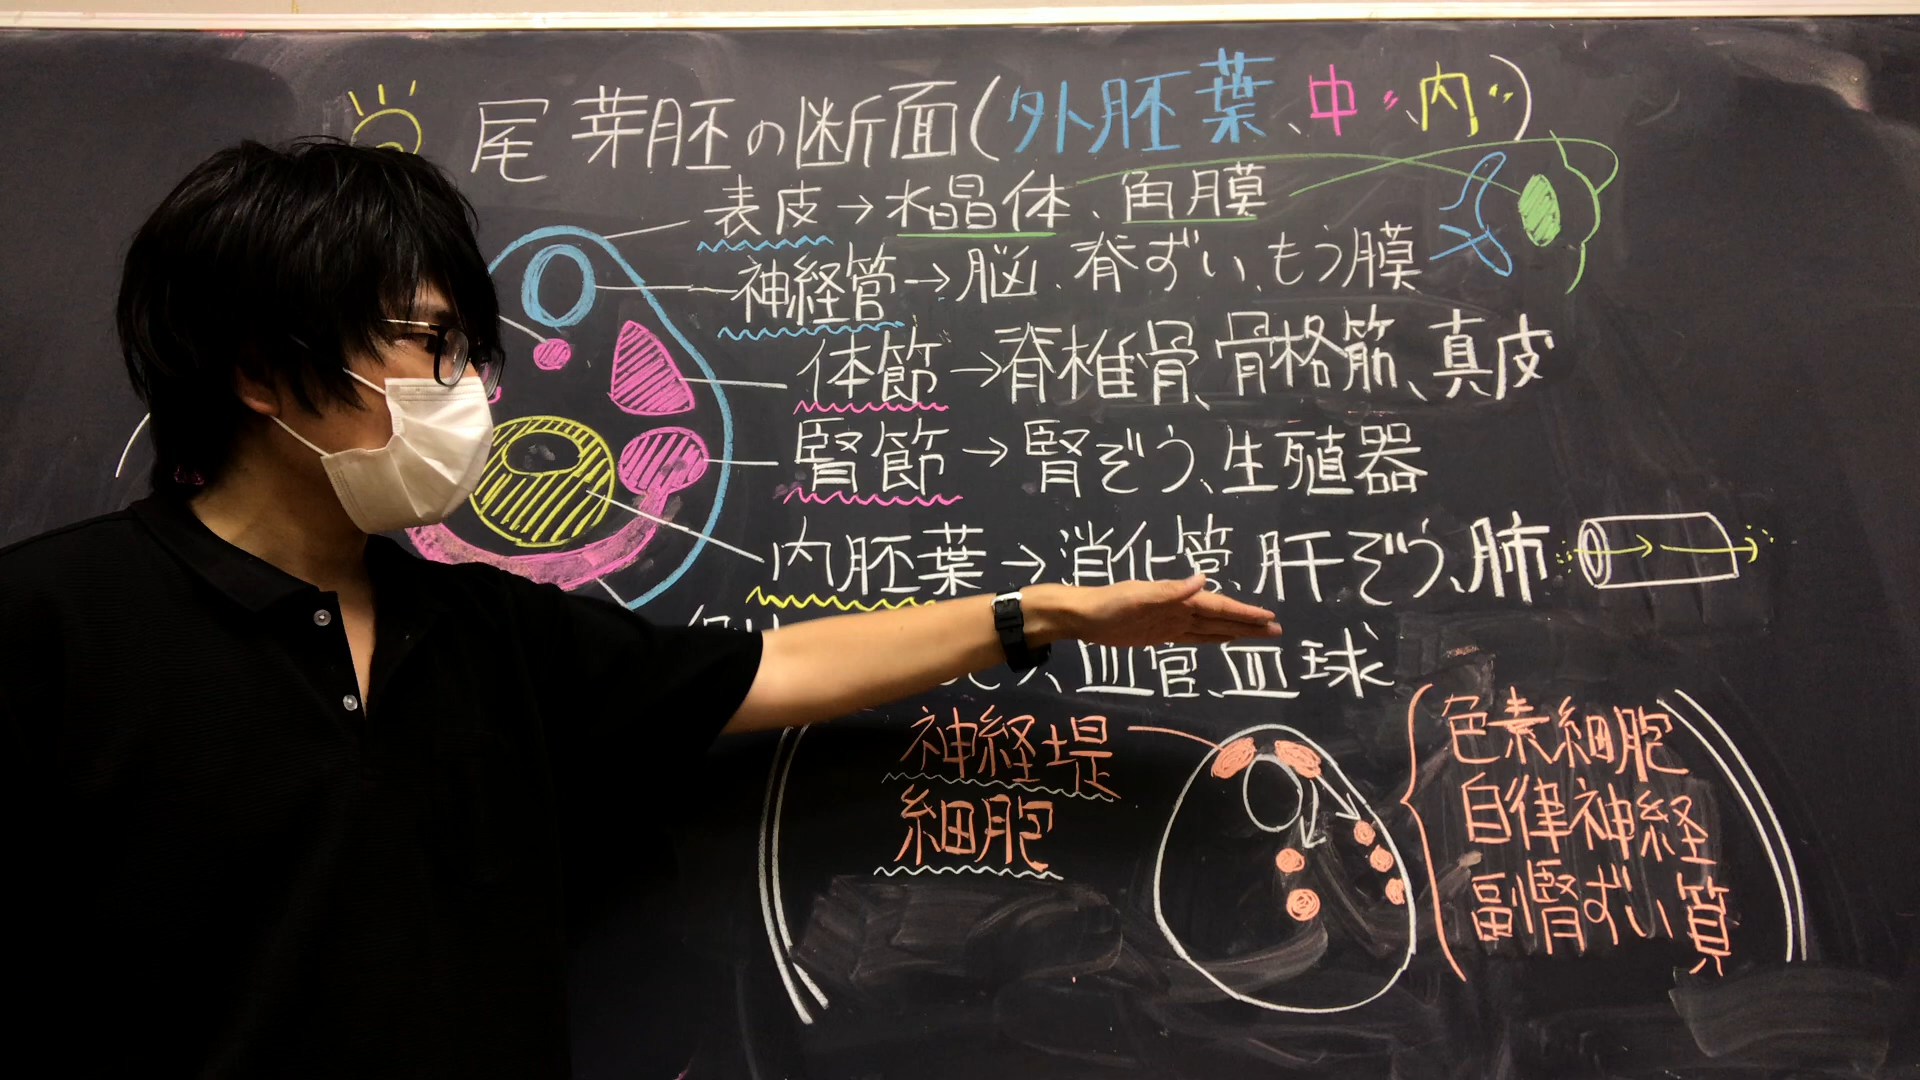 尾芽胚の断面(外胚葉、中〃、内〃)
表皮→水晶体、角膜
神経管→脳、脊ずい、もう膜
体節→脊椎骨、骨格筋、真皮
腎節→腎ぞう、生殖器
内胚葉→消化管、肝ぞう、肺
血管、血球
神経堤
細胞
色素細胞
自律神経
副腎ずい質